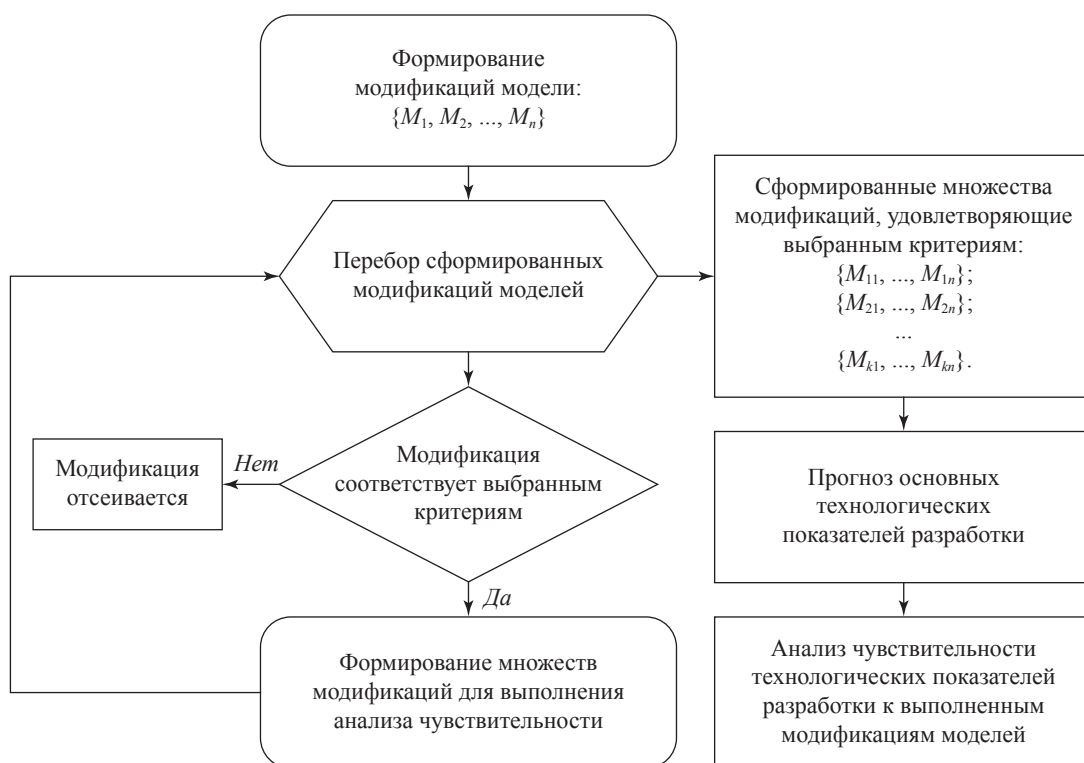 Формирование
модификаций модели:
{M₁, M₂, ..., Mₙ}
Перебор сформированных
модификаций моделей
Модификация
соответствует выбранным
критериям
Нет
Модификация
отсеивается
Да
Формирование множеств
модификаций для выполнения
анализа чувствительности
Сформированные множества
модификаций, удовлетворяющие
выбранным критериям:
{M₁₁, ..., M₁ₙ};
{M₂₁, ..., M₂ₙ};
...
{Mₖ₁, ..., Mₖₙ}.
Прогноз основных
технологических
показателей разработки
Анализ чувствительности
технологических показателей
разработки к выполненным
модификациям моделей